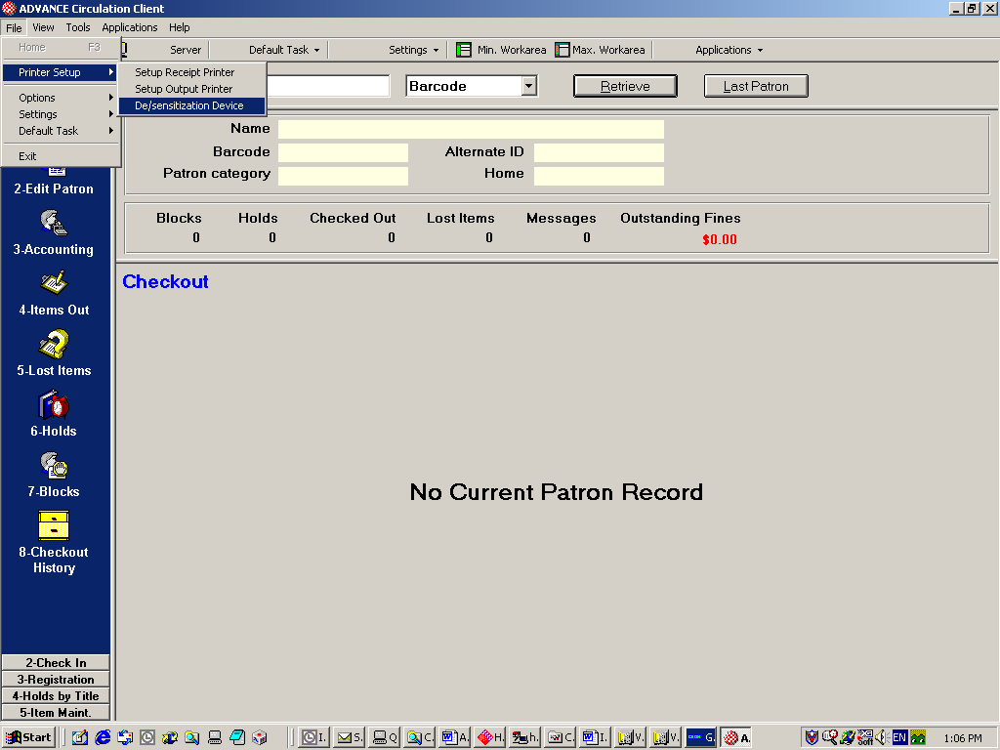 ADVANCE Circulation Client
File View Tools Applications Help
Home F3 Server Default Task Settings Min. Workarea Max. Workarea Applications
Printer Setup
Setup Receipt Printer
Setup Output Printer
De/sensitization Device
Options
Settings
Default Task
Exit
Barcode Retrieve Last Patron
Name
Barcode Alternate ID
Patron category Home
Blocks Holds Checked Out Lost Items Messages Outstanding Fines
0 0 0 0 0 $0.00
Checkout
No Current Patron Record
2-Edit Patron
3-Accounting
4-Items Out
5-Lost Items
6-Holds
7-Blocks
8-Checkout
History
2-Check In
3-Registration
4-Holds by Title
5-Item Maint.
Start I. S. Q C. A. H. h. C. I. V. V. G. A. EN 1:06 PM